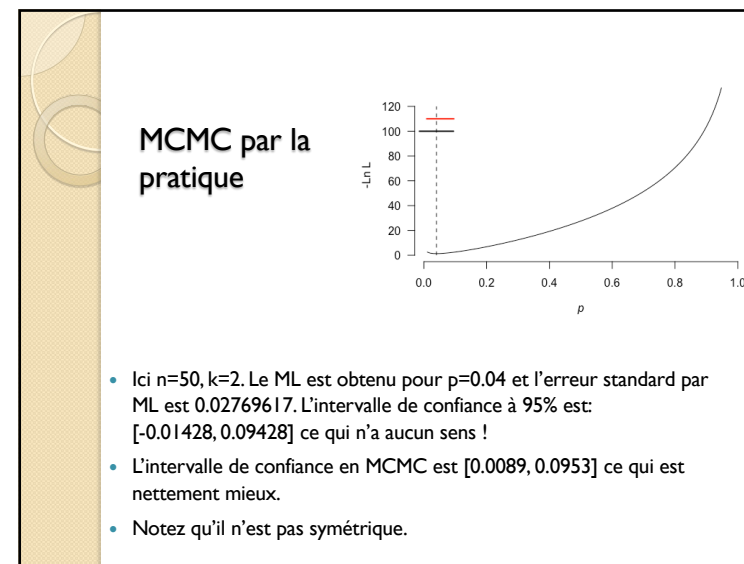 MCMC par la
pratique
-Ln L
120
100
80
60
40
20
0
0.0 0.2 0.4 0.6 0.8 1.0
p
• Ici n=50, k=2. Le ML est obtenu pour p=0.04 et l'erreur standard par
ML est 0.02769617. L'intervalle de confiance à 95% est:
[-0.01428, 0.09428] ce qui n'a aucun sens !
• L'intervalle de confiance en MCMC est [0.0089, 0.0953] ce qui est
nettement mieux.
• Notez qu'il n'est pas symétrique.